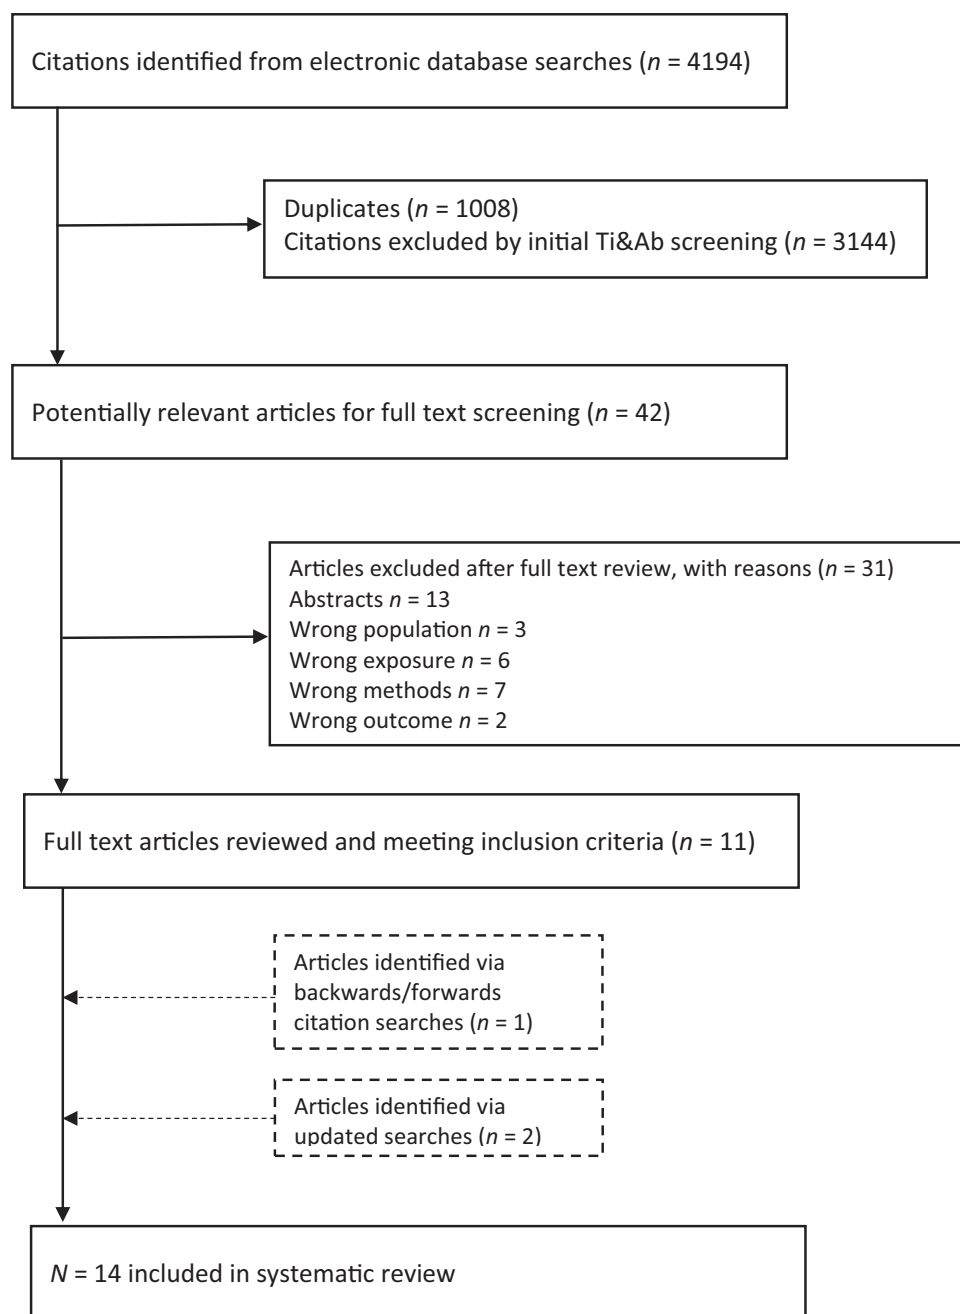 Citations identified from electronic database searches (n = 4194)
Duplicates (n = 1008)
Citations excluded by initial Ti&Ab screening (n = 3144)
Potentially relevant articles for full text screening (n = 42)
Articles excluded after full text review, with reasons (n = 31)
Abstracts n = 13
Wrong population n = 3
Wrong exposure n = 6
Wrong methods n = 7
Wrong outcome n = 2
Full text articles reviewed and meeting inclusion criteria (n = 11)
Articles identified via
backwards/forwards
citation searches (n = 1)
Articles identified via
updated searches (n = 2)
N = 14 included in systematic review